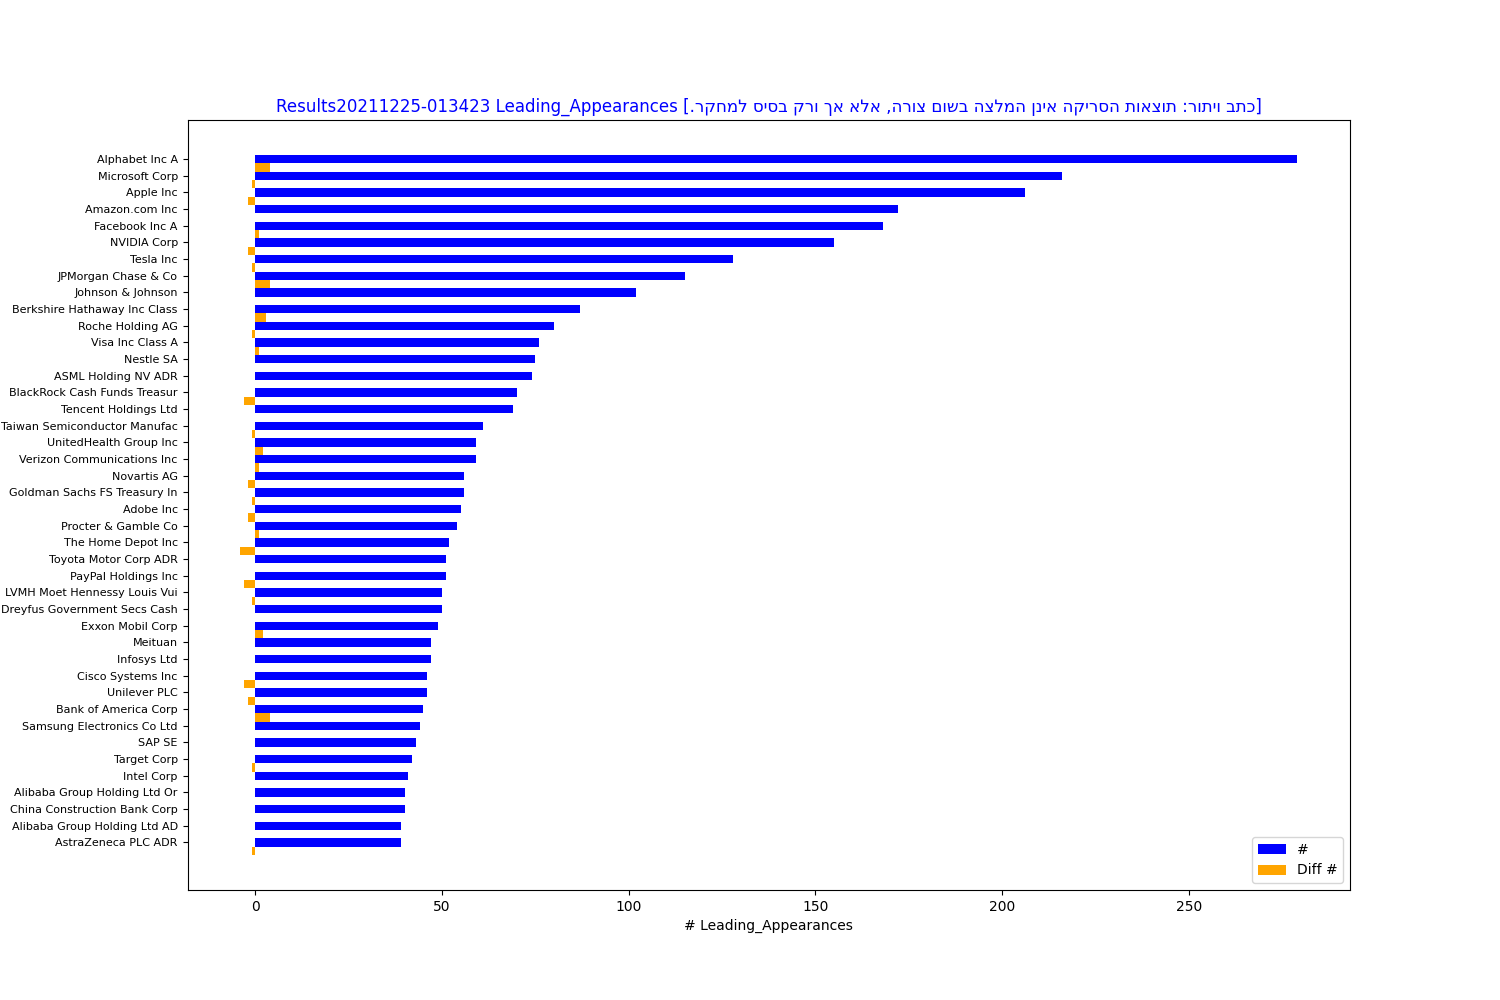 Results20211225-013423 Leading_Appearances [כתב ויתור: תוצאות הסריקה אינן המלצה בשום צורה, אלא אך ורק בסיס למחקר.]
Alphabet Inc A
Microsoft Corp
Apple Inc
Amazon.com Inc
Facebook Inc A
NVIDIA Corp
Tesla Inc
JPMorgan Chase & Co
Johnson & Johnson
Berkshire Hathaway Inc Class
Roche Holding AG
Visa Inc Class A
Nestle SA
ASML Holding NV ADR
BlackRock Cash Funds Treasur
Tencent Holdings Ltd
Taiwan Semiconductor Manufac
UnitedHealth Group Inc
Verizon Communications Inc
Novartis AG
Goldman Sachs FS Treasury In
Adobe Inc
Procter & Gamble Co
The Home Depot Inc
Toyota Motor Corp ADR
PayPal Holdings Inc
LVMH Moet Hennessy Louis Vui
Dreyfus Government Secs Cash
Exxon Mobil Corp
Meituan
Infosys Ltd
Cisco Systems Inc
Unilever PLC
Bank of America Corp
Samsung Electronics Co Ltd
SAP SE
Target Corp
Intel Corp
Alibaba Group Holding Ltd Or
China Construction Bank Corp
Alibaba Group Holding Ltd AD
AstraZeneca PLC ADR
#
Diff #
0 50 100 150 200 250
# Leading_Appearances